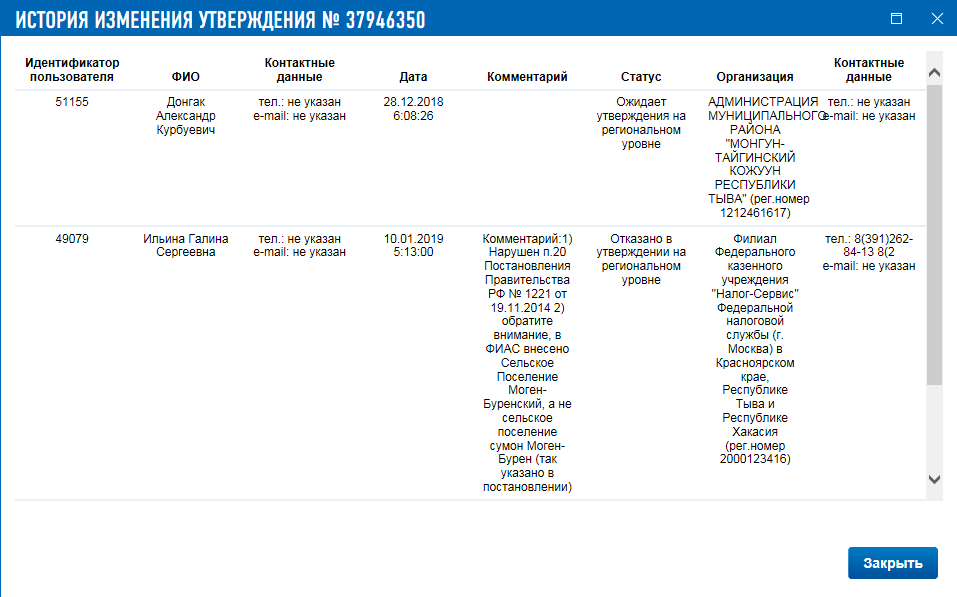 ИСТОРИЯ ИЗМЕНЕНИЯ УТВЕРЖДЕНИЯ № 37946350
Идентификатор
пользователя
ФИО
Контактные
данные
Дата
Комментарий
Статус
Организация
Контактные
данные
51155
Донгак
Александр
Курбуевич
тел.: не указан
e-mail: не указан
28.12.2018
6:08:26
Ожидает
утверждения на
региональном
уровне
АДМИНИСТРАЦИЯ
МУНИЦИПАЛЬНОГО
РАЙОНА
"МОНГУН-
ТАЙГИНСКИЙ
КОЖУУН
РЕСПУБЛИКИ
ТЫВА" (рег.номер
1212461617)
тел.: не указан
e-mail: не указан
49079
Ильина Галина
Сергеевна
тел.: не указан
e-mail: не указан
10.01.2019
5:13:00
Комментарий:1)
Нарушен п.20
Постановления
Правительства
РФ № 1221 от
19.11.2014 2)
обратите
внимание, в
ФИАС внесено
Сельское
Поселение
Моген-
Буренский, а не
сельское
поселение
сумон Моген-
Бурен (так
указано в
постановлении)
Отказано в
утверждении на
региональном
уровне
Филиал
Федерального
казенного
учреждения
"Налог-Сервис"
Федеральной
налоговой
службы (г.
Москва) в
Красноярском
крае,
Республике
Тыва и
Республике
Хакасия
(рег.номер
2000123416)
тел.: 8(391)262-
84-13 8(2
e-mail: не указан
Закрыть